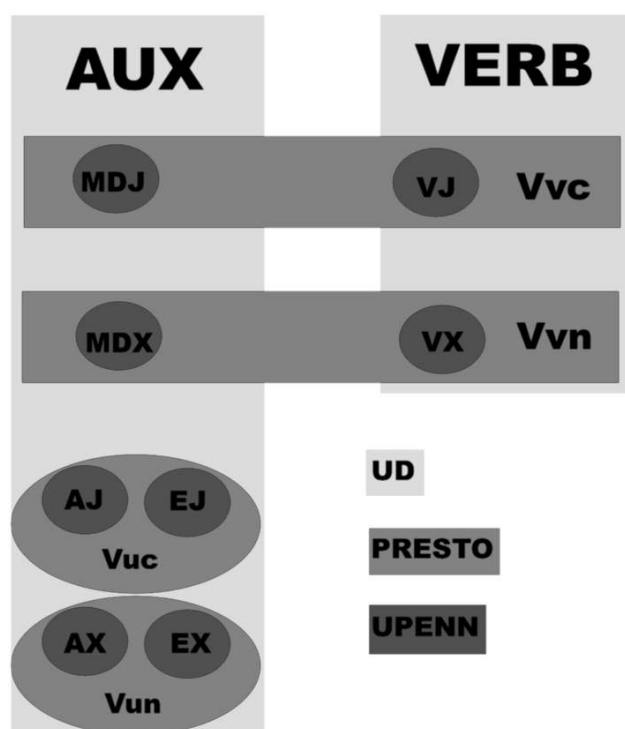 AUX VERB
MDJ VJ Vvc
MDX VX Vvn
UD
AJ EJ
Vuc
PRESTO
AX EX
UPENN
Vun